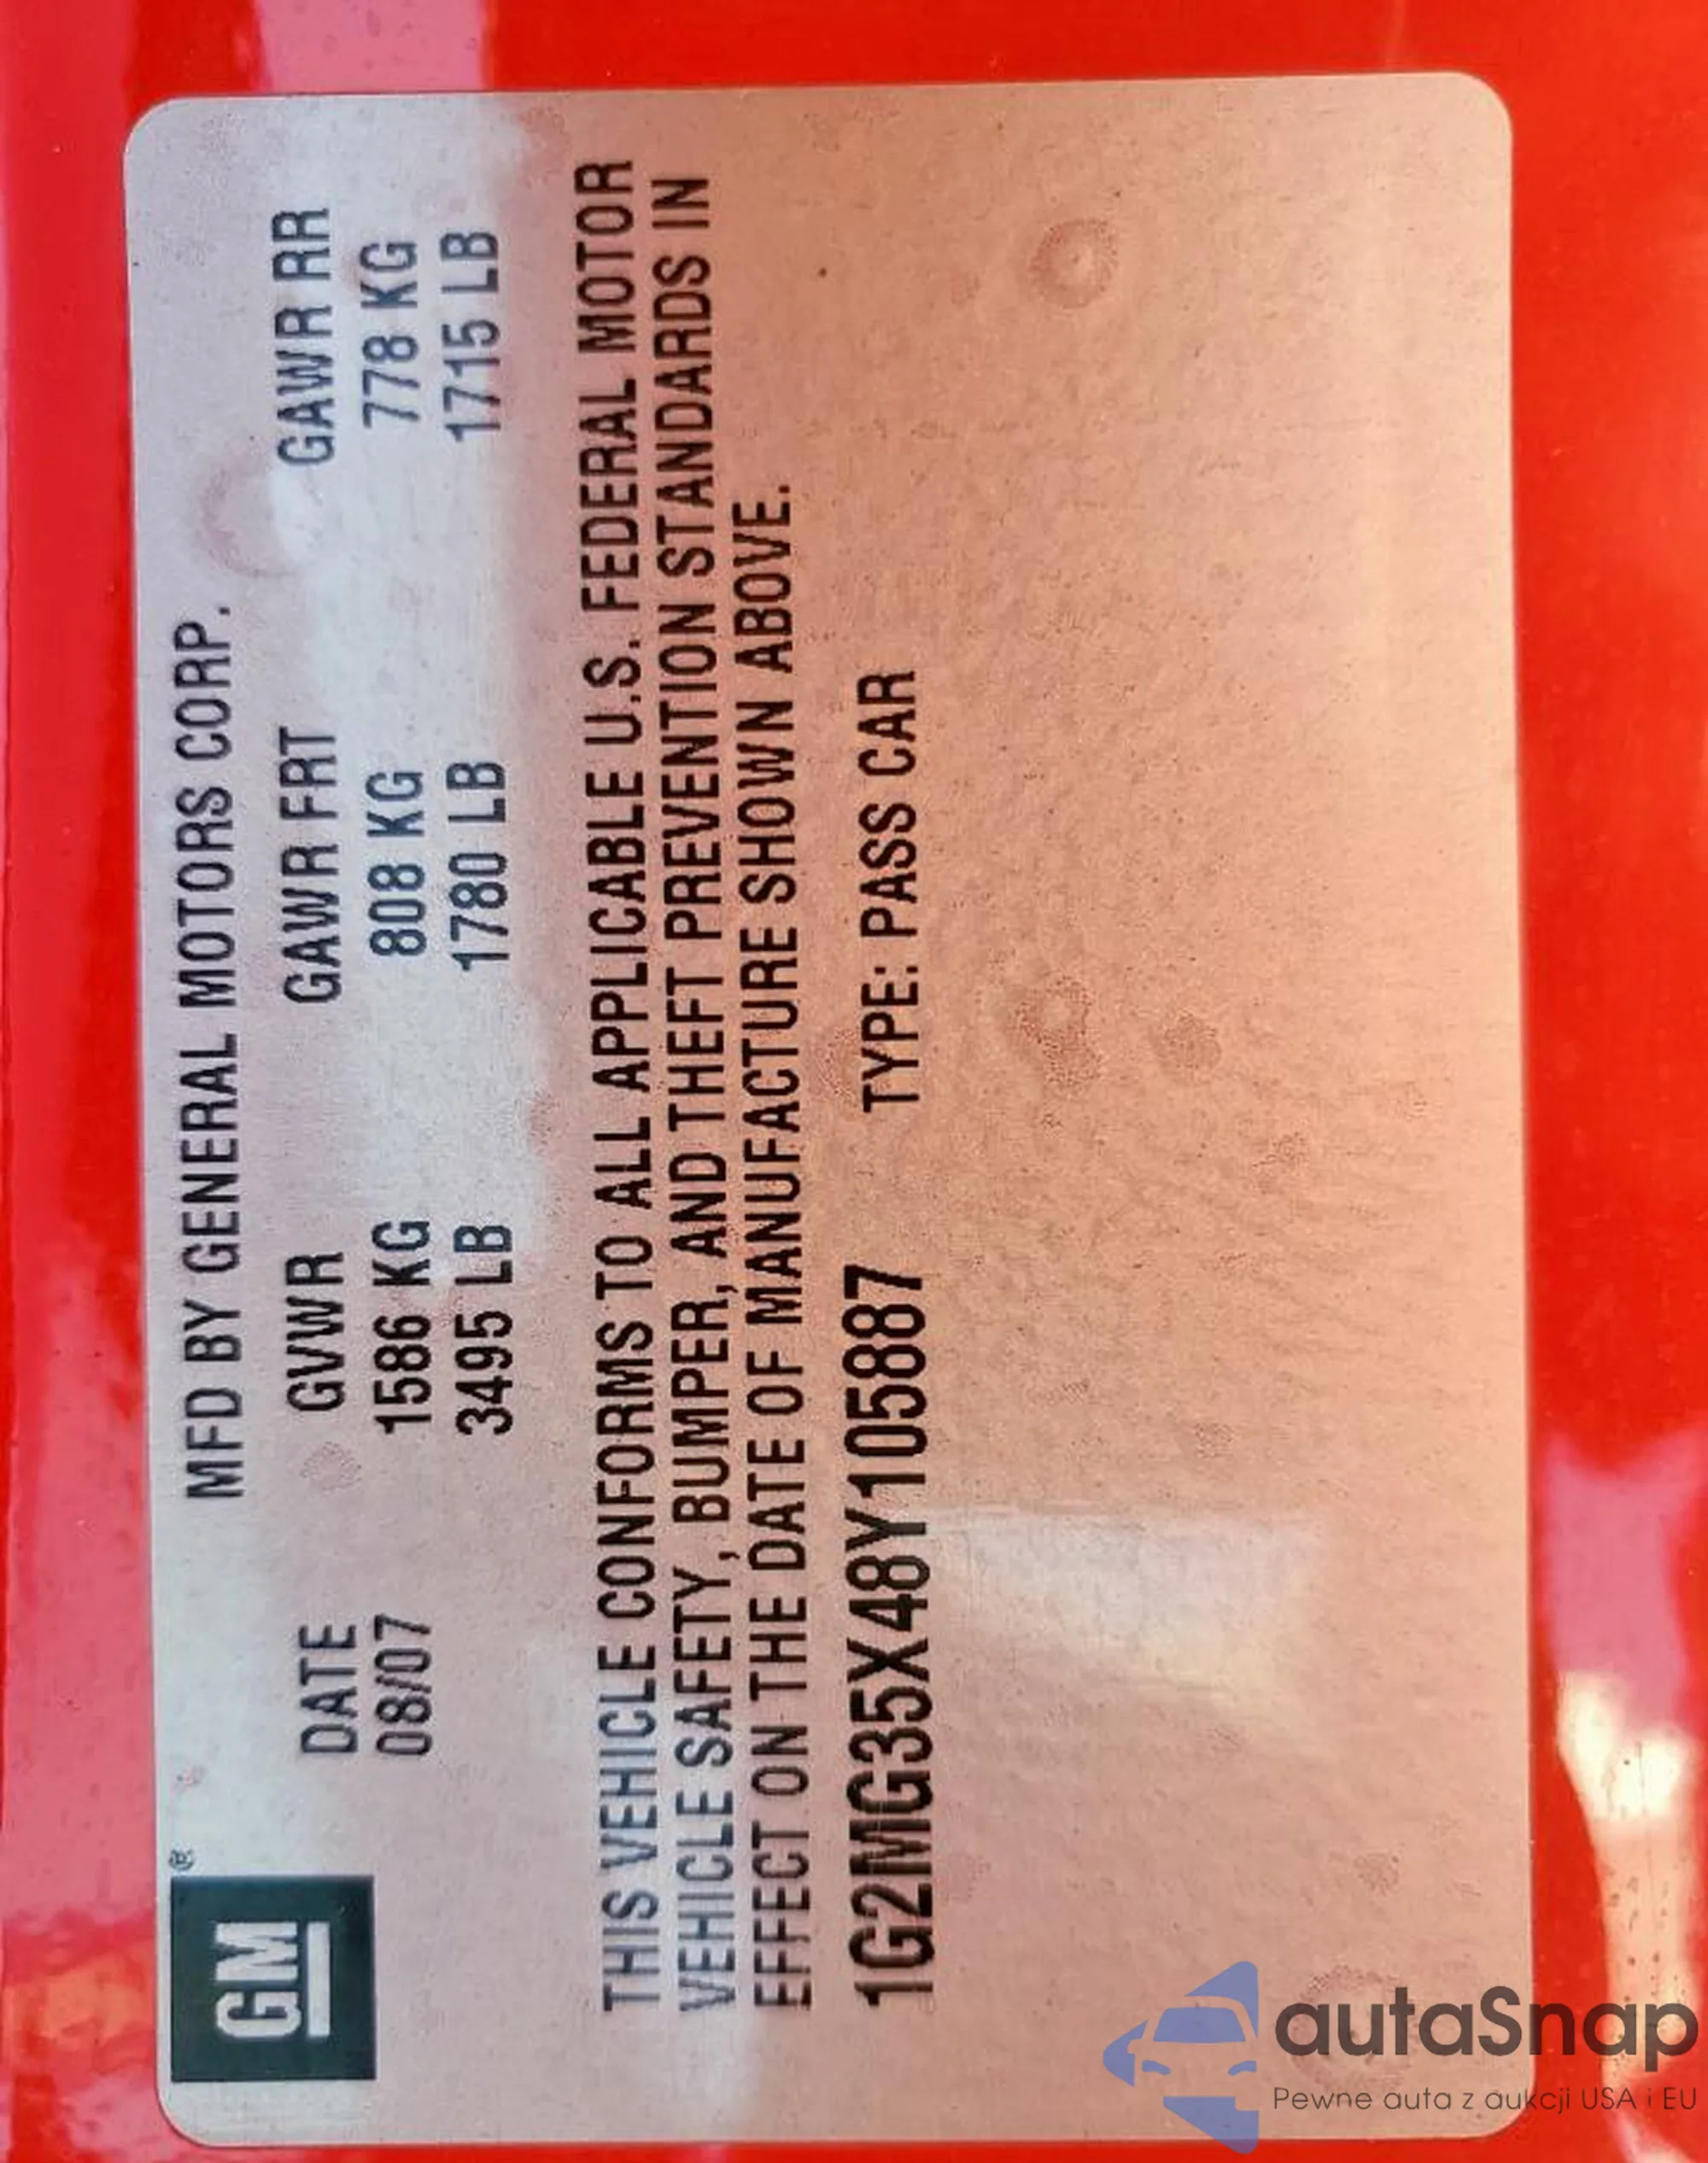 GM ®
MFD BY GENERAL MOTORS CORP.
DATE GVWR GAWR FRT GAWR RR
08/07 1586 KG 808 KG 778 KG
3495 LB 1780 LB 1715 LB
THIS VEHICLE CONFORMS TO ALL APPLICABLE U.S. FEDERAL MOTOR
VEHICLE SAFETY, BUMPER, AND THEFT PREVENTION STANDARDS IN
EFFECT ON THE DATE OF MANUFACTURE SHOWN ABOVE.
1G2MG35X48Y105887 TYPE: PASS CAR
autaSnap
Pewne auta z aukcji USA i EU